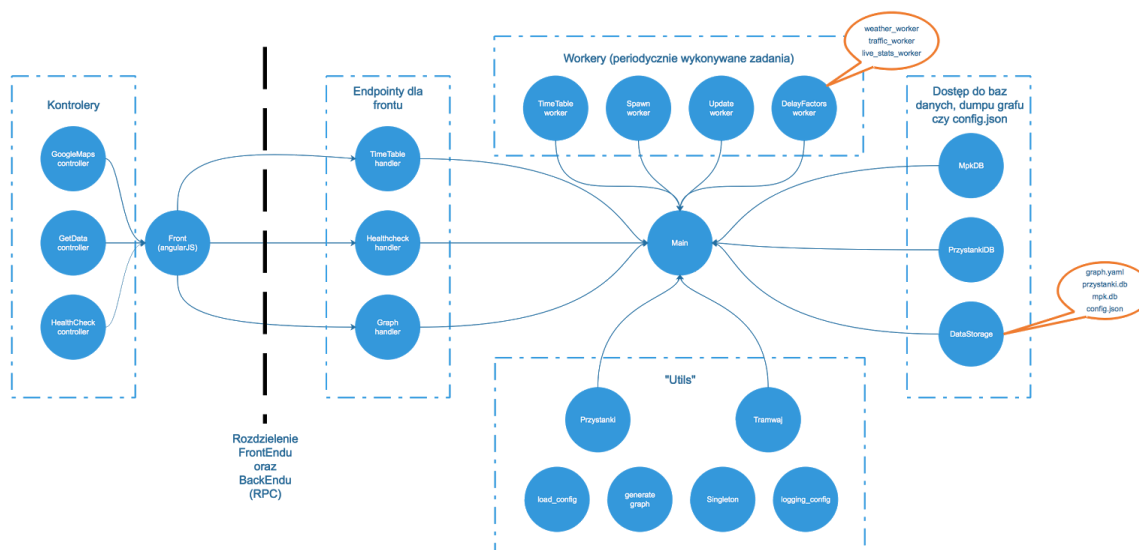 Kontrolery
GoogleMaps
controller
GetData
controller
HealthCheck
controller
Front
(angularJS)
Rozdzielenie
FrontEndu
oraz
BackEndu
(RPC)
Endpointy dla
frontu
TimeTable
handler
Healthcheck
handler
Graph
handler
Workery (periodycznie wykonywane zadania)
TimeTable
worker
Spawn
worker
Update
worker
DelayFactors
worker
weather_worker
traffic_worker
live_stats_worker
Main
"Utils"
Przystanki
Tramwaj
load_config
generate
graph
Singleton
logging_config
Dostęp do baz
danych, dumpu grafu
czy config.json
MpkDB
PrzystankiDB
DataStorage
graph.yaml
przystanki.db
mpk.db
config.json